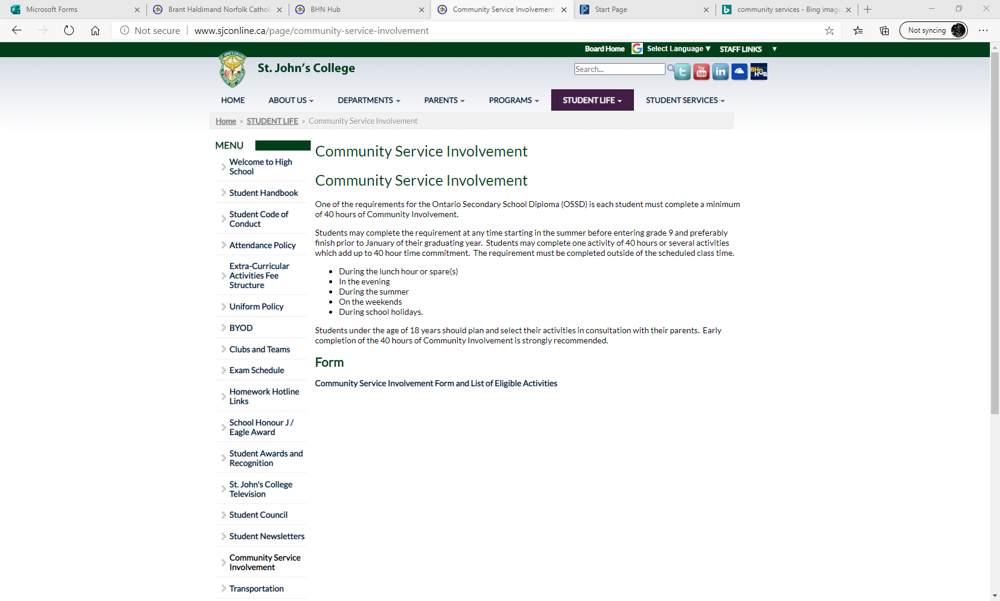 Microsoft Forms
Brant Haldimand Norfolk Catholi
BHN Hub
Community Service Involvement
Start Page
community services - Bing image
Not secure
www.sjconline.ca/page/community-service-involvement
Not syncing
Board Home
Select Language ▼
STAFF LINKS ▼
St. John's College
Search...
HOME
ABOUT US
DEPARTMENTS
PARENTS
PROGRAMS
STUDENT LIFE
STUDENT SERVICES
Home » STUDENT LIFE » Community Service Involvement
MENU
Welcome to High
School
Student Handbook
Student Code of
Conduct
Attendance Policy
Extra-Curricular
Activities Fee
Structure
Uniform Policy
BYOD
Clubs and Teams
Exam Schedule
Homework Hotline
Links
School Honour J /
Eagle Award
Student Awards and
Recognition
St. John's College
Television
Student Council
Student Newsletters
Community Service
Involvement
Transportation
Community Service Involvement
Community Service Involvement
One of the requirements for the Ontario Secondary School Diploma (OSSD) is each student must complete a minimum
of 40 hours of Community Involvement.
Students may complete the requirement at any time starting in the summer before entering grade 9 and preferably
finish prior to January of their graduating year. Students may complete one activity of 40 hours or several activities
which add up to 40 hour time commitment. The requirement must be completed outside of the scheduled class time.
• During the lunch hour or spare(s)
• In the evening
• During the summer
• On the weekends
• During school holidays.
Students under the age of 18 years should plan and select their activities in consultation with their parents. Early
completion of the 40 hours of Community Involvement is strongly recommended.
Form
Community Service Involvement Form and List of Eligible Activities